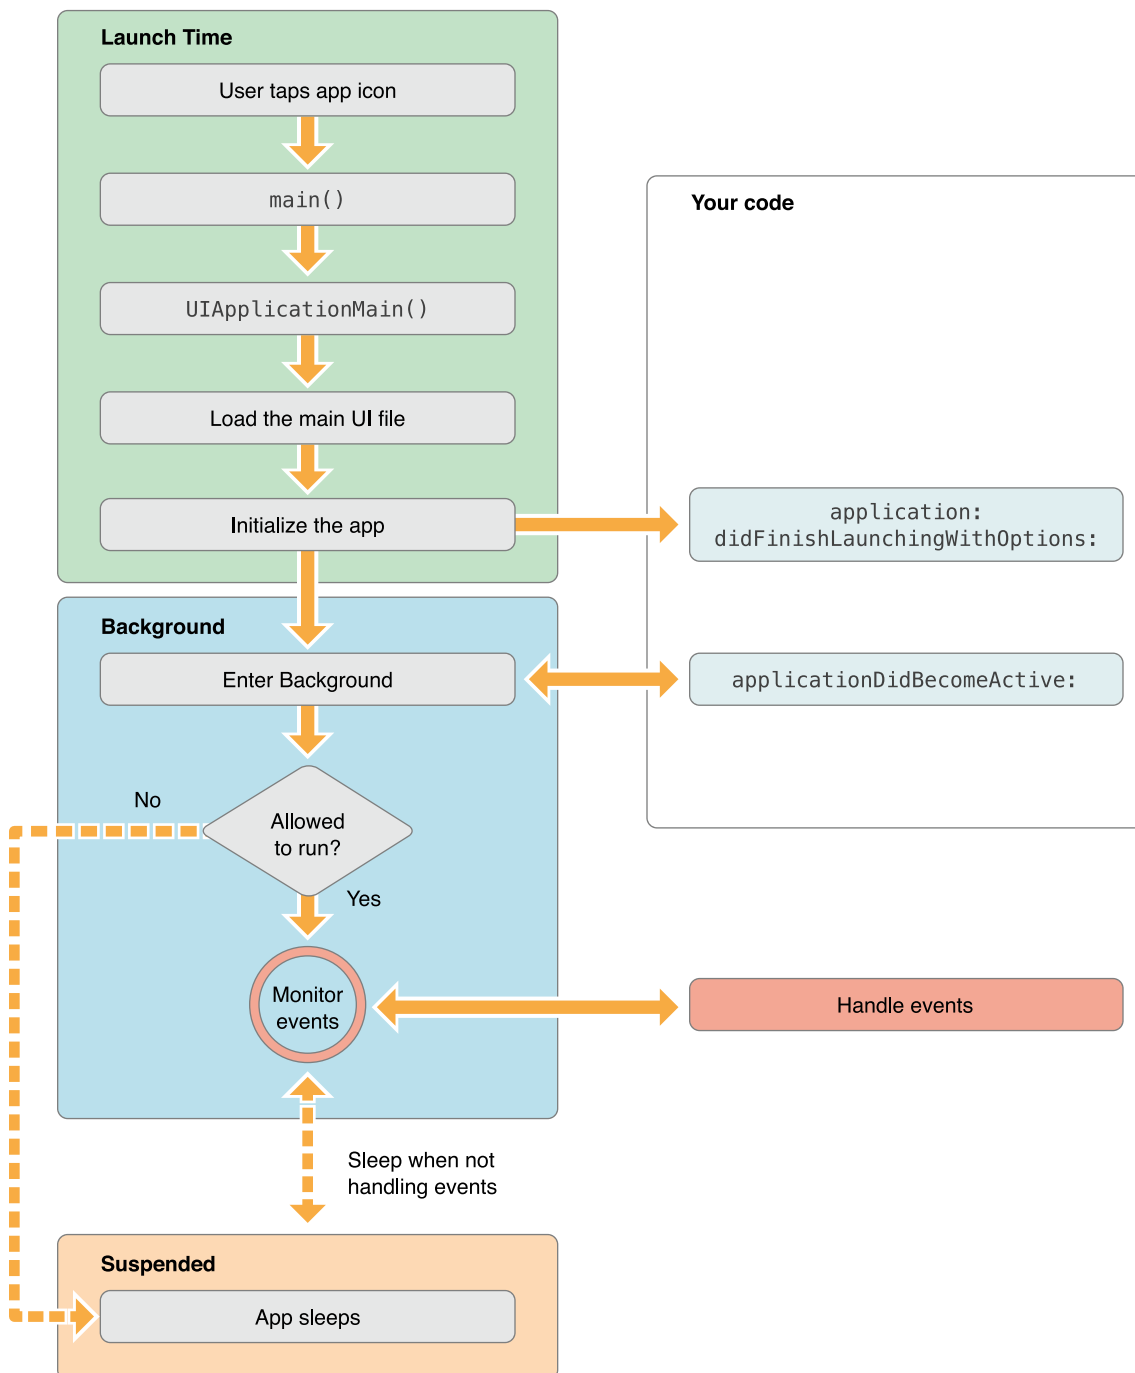 Launch Time
User taps app icon
main()
UIApplicationMain()
Load the main UI file
Initialize the app
Your code
application:
didFinishLaunchingWithOptions:
Background
Enter Background
applicationDidBecomeActive:
No
Allowed
to run?
Yes
Monitor
events
Handle events
Sleep when not
handling events
Suspended
App sleeps